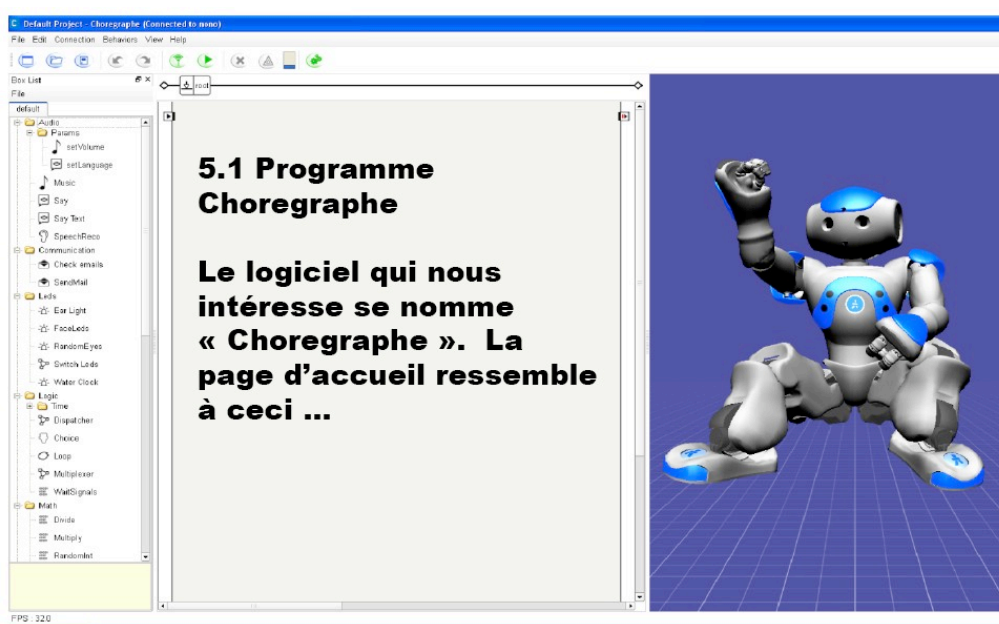 Default Project - Choregraphe (Connected to nono)
File Edit Connection Behaviors View Help
Box List
File
default
root
Audio
Params
setVolume
setLanguage
Music
Say
Say Text
SpeechReco
Communication
Check emails
SendMail
Leds
Ear Light
FaceLeds
RandomEyes
Switch Leds
Water Clock
Logic
Time
Dispatcher
Choice
Loop
Multiplexer
WaitSignals
Math
Divide
Multiply
RandomInt
5.1 Programme
Choregraphe
Le logiciel qui nous
intéresse se nomme
« Choregraphe ». La
page d’accueil ressemble
à ceci ...
FPS : 32.0